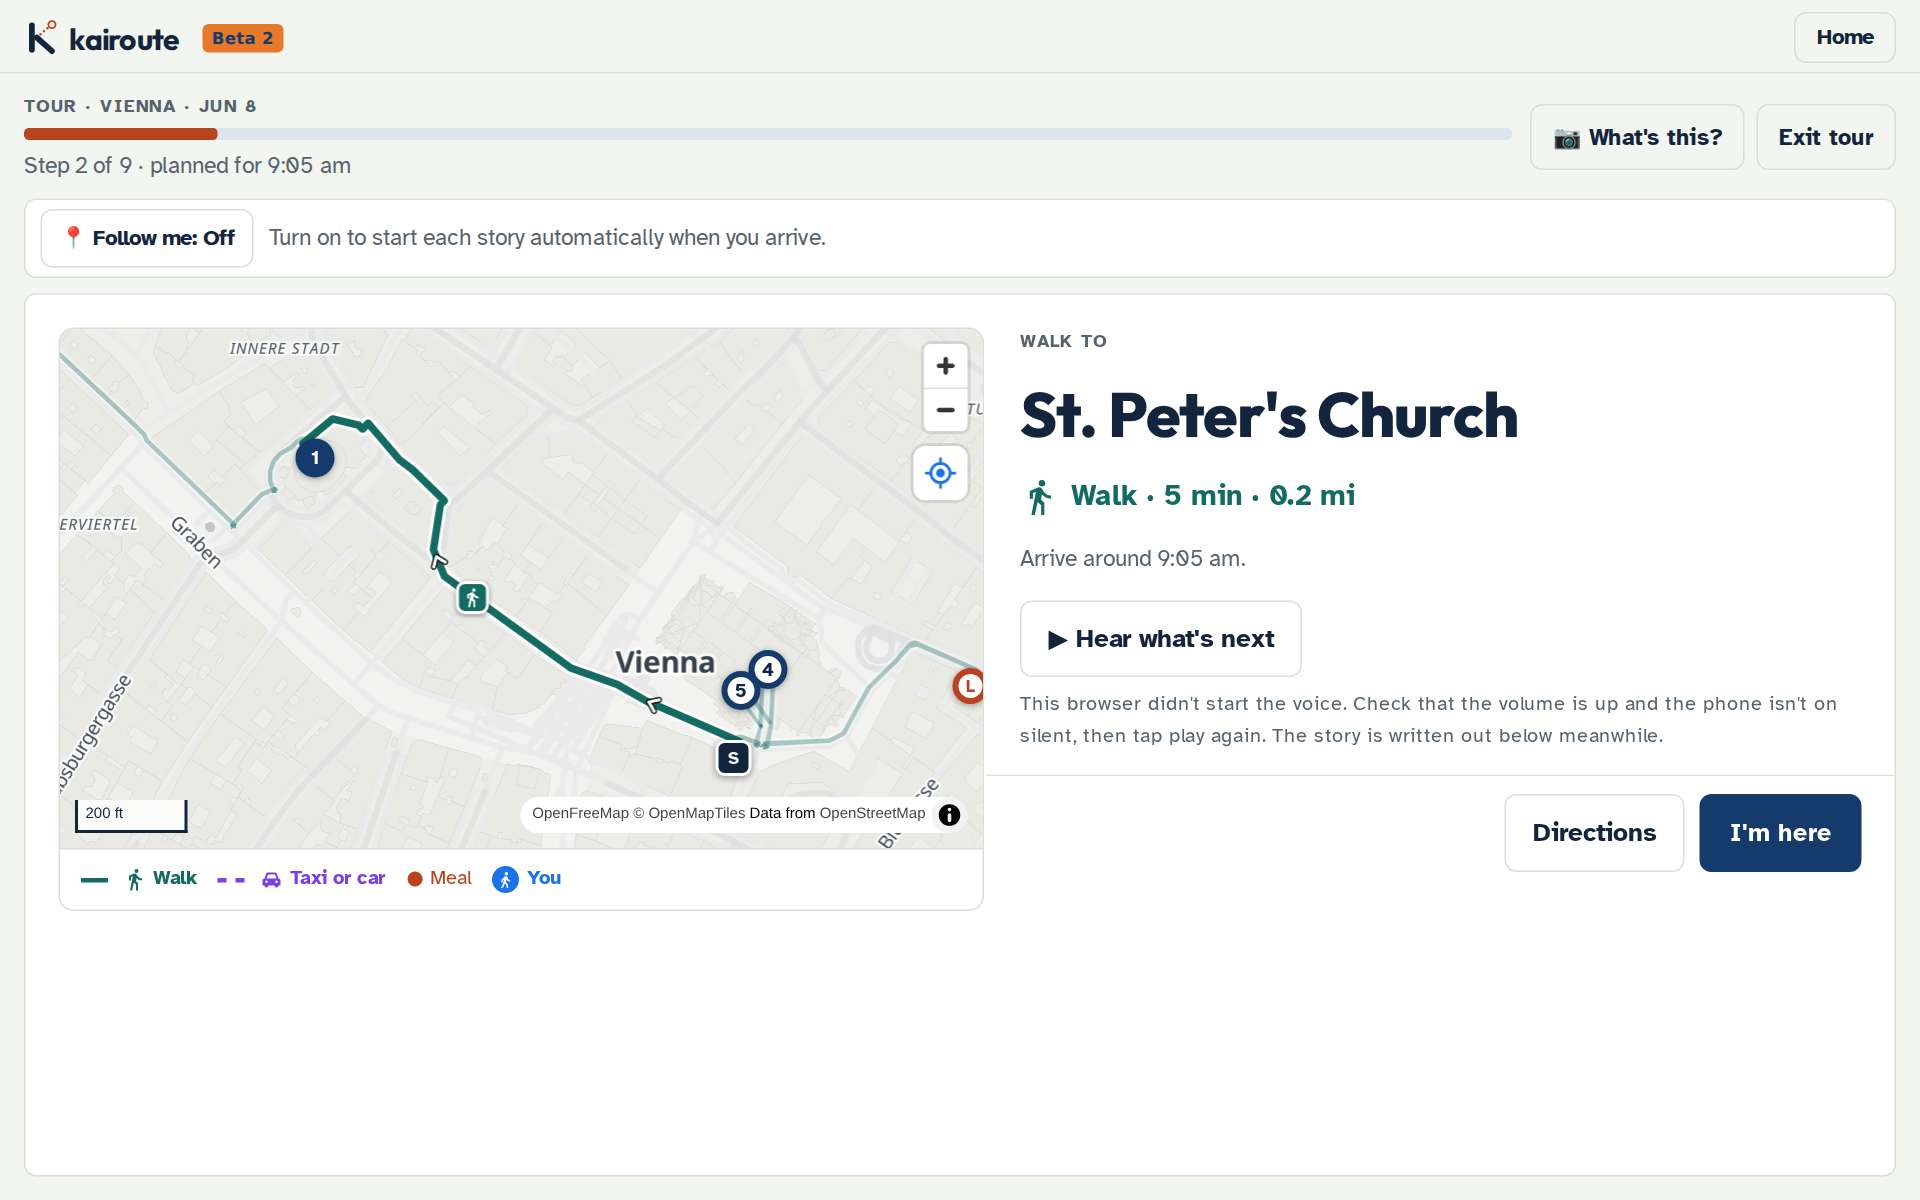 kairoute
Beta 2
Home
TOUR · VIENNA · JUN 8
Step 2 of 9 · planned for 9:05 am
What's this?
Exit tour
Follow me: Off
Turn on to start each story automatically when you arrive.
INNERE STADT
ERVIERTEL
Graben
1
Vienna
4
5
L
S
200 ft
OpenFreeMap © OpenMapTiles Data from OpenStreetMap
Walk
Taxi or car
Meal
You
WALK TO
St. Peter's Church
Walk · 5 min · 0.2 mi
Arrive around 9:05 am.
▶ Hear what's next
This browser didn't start the voice. Check that the volume is up and the phone isn't on
silent, then tap play again. The story is written out below meanwhile.
Directions
I'm here